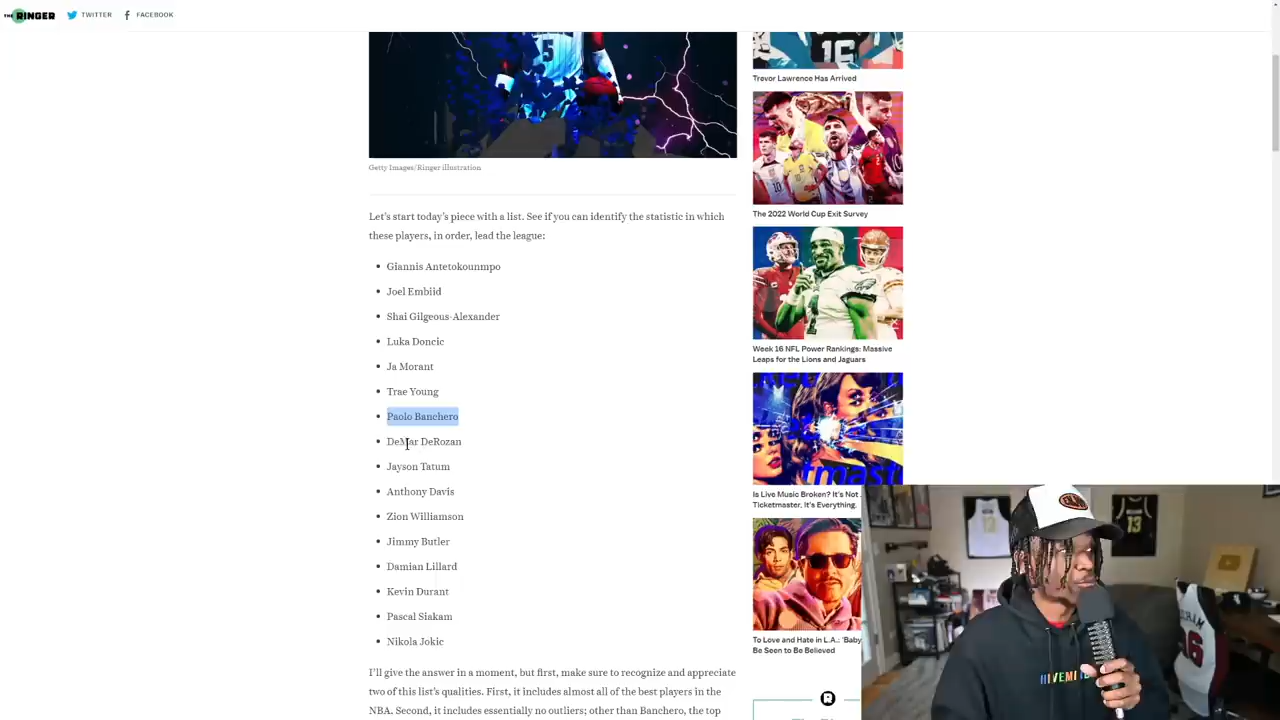 THE RINGER
TWITTER
FACEBOOK
5
16
Trevor Lawrence Has Arrived
Getty Images/Ringer illustration
Let's start today's piece with a list. See if you can identify the statistic in which
these players, in order, lead the league:
• Giannis Antetokounmpo
• Joel Embiid
• Shai Gilgeous-Alexander
• Luka Doncic
• Ja Morant
• Trae Young
• Paolo Banchero
• DeMar DeRozan
• Jayson Tatum
• Anthony Davis
• Zion Williamson
• Jimmy Butler
• Damian Lillard
• Kevin Durant
• Pascal Siakam
• Nikola Jokic
I'll give the answer in a moment, but first, make sure to recognize and appreciate
two of this list's qualities. First, it includes almost all of the best players in the
NBA. Second, it includes essentially no outliers; other than Banchero, the top
10
The 2022 World Cup Exit Survey
1
Week 16 NFL Power Rankings: Massive
Leaps for the Lions and Jaguars
tmast
Is Live Music Broken? It's Not
Ticketmaster, It's Everything.
To Love and Hate in L.A.: 'Baby
Be Seen to Be Believed
13